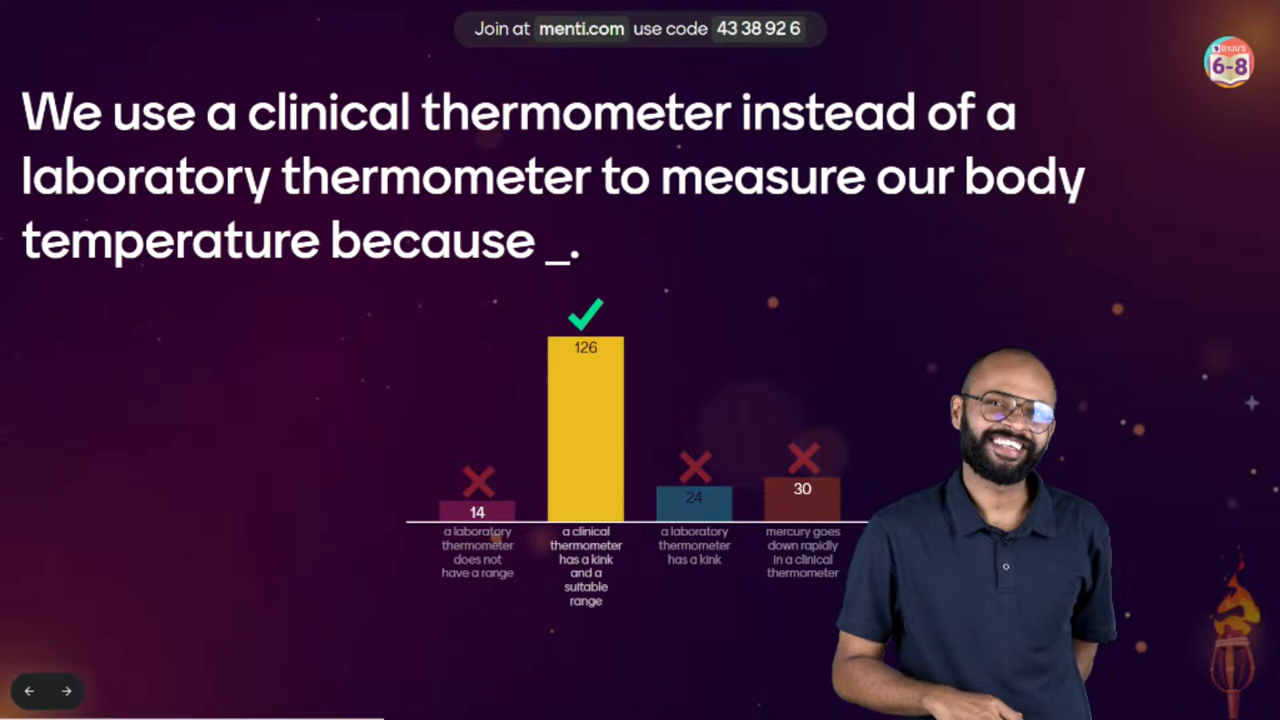 Join at menti.com use code 43 38 92 6
BYJU'S
6-8
We use a clinical thermometer instead of a
laboratory thermometer to measure our body
temperature because _.
14
126
24
30
a laboratory
thermometer
does not
have a range
a clinical
thermometer
has a kink
and a
suitable
range
a laboratory
thermometer
has a kink
mercury goes
down rapidly
in a clinical
thermometer